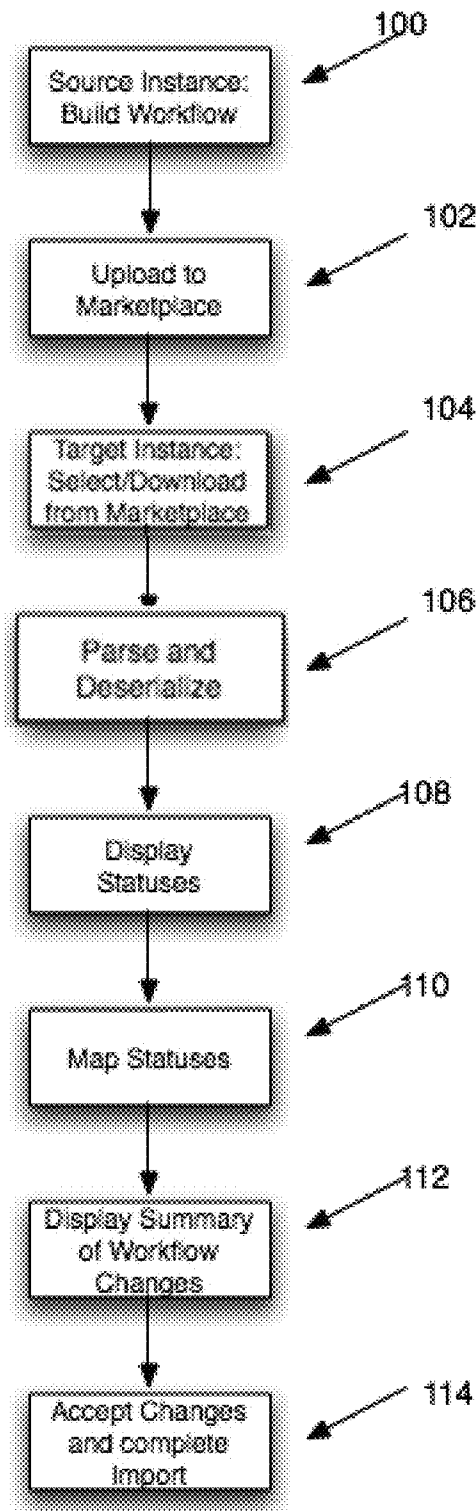 100
Source Instance:
Build Workflow
102
Upload to
Marketplace
104
Target Instance:
Select/Download
from Marketplace
106
Parse and
Deserialize
108
Display
Statuses
110
Map Statuses
112
Display Summary
of Workflow
Changes
114
Accept Changes
and complete
Import